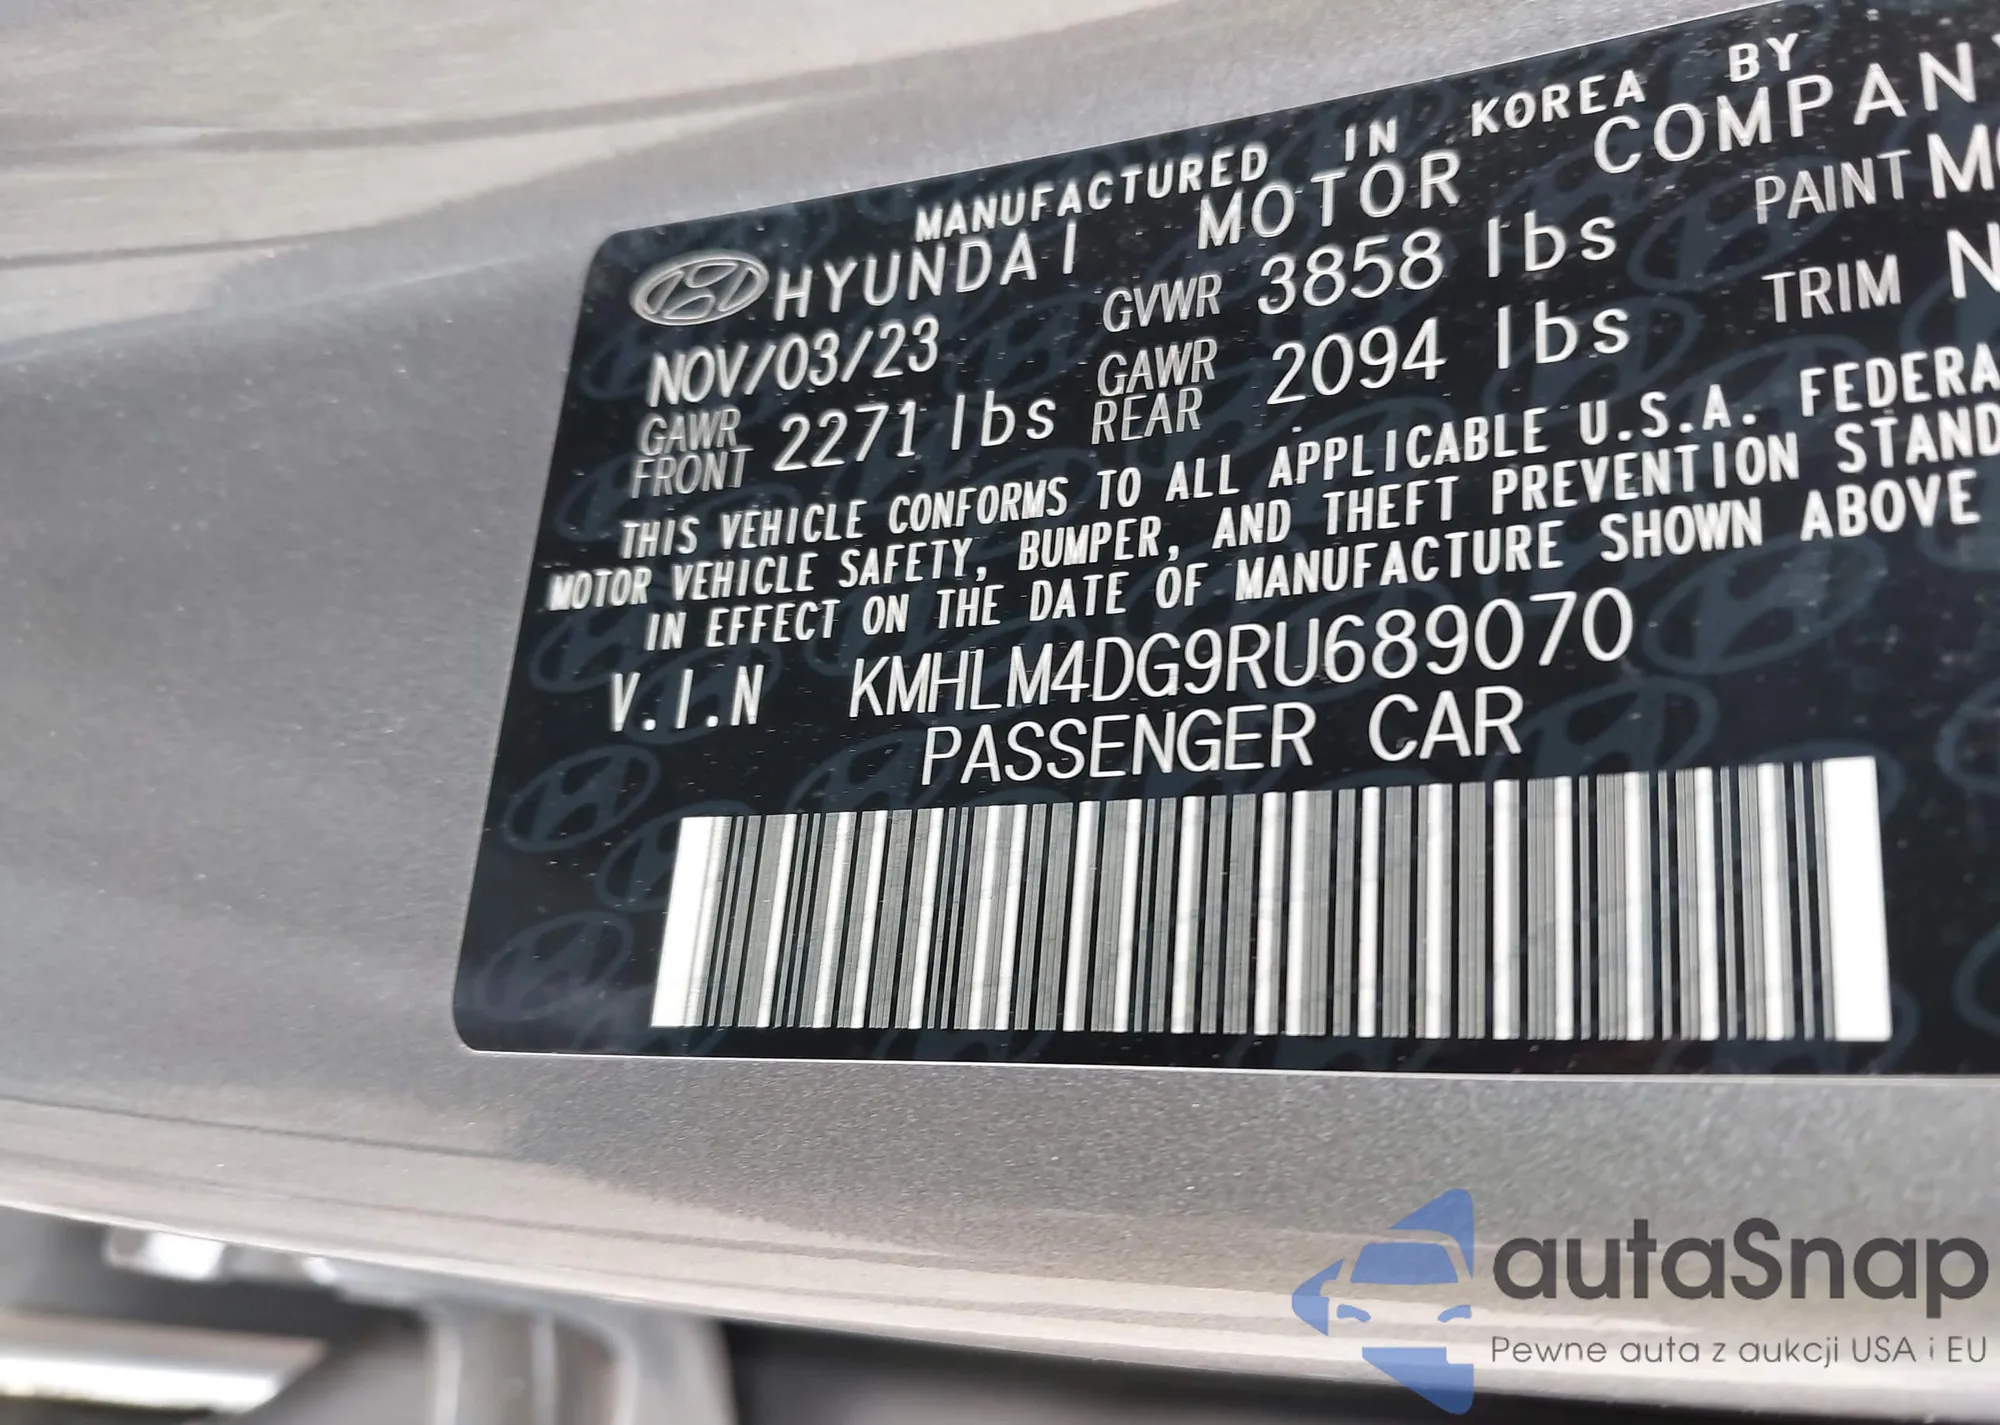 MANUFACTURED IN KOREA BY
HYUNDAI MOTOR COMPANY
NOV/03/23 GVWR 3858 lbs PAINT
GAWR FRONT 2271 lbs GAWR REAR 2094 lbs TRIM
THIS VEHICLE CONFORMS TO ALL APPLICABLE U.S.A. FEDERA
MOTOR VEHICLE SAFETY, BUMPER, AND THEFT PREVENTION STAND
IN EFFECT ON THE DATE OF MANUFACTURE SHOWN ABOVE
V.I.N KMHLM4DG9RU689070
PASSENGER CAR
autaSnap
Pewne auta z aukcji USA i EU